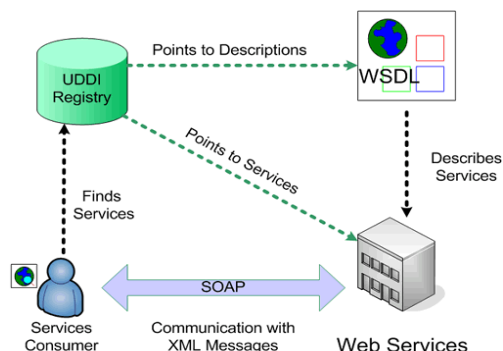 Points to Descriptions
UDDI
Registry
WSDL
Points to Services
Describes
Services
Finds
Services
SOAP
Services
Consumer
Communication with
XML Messages
Web Services